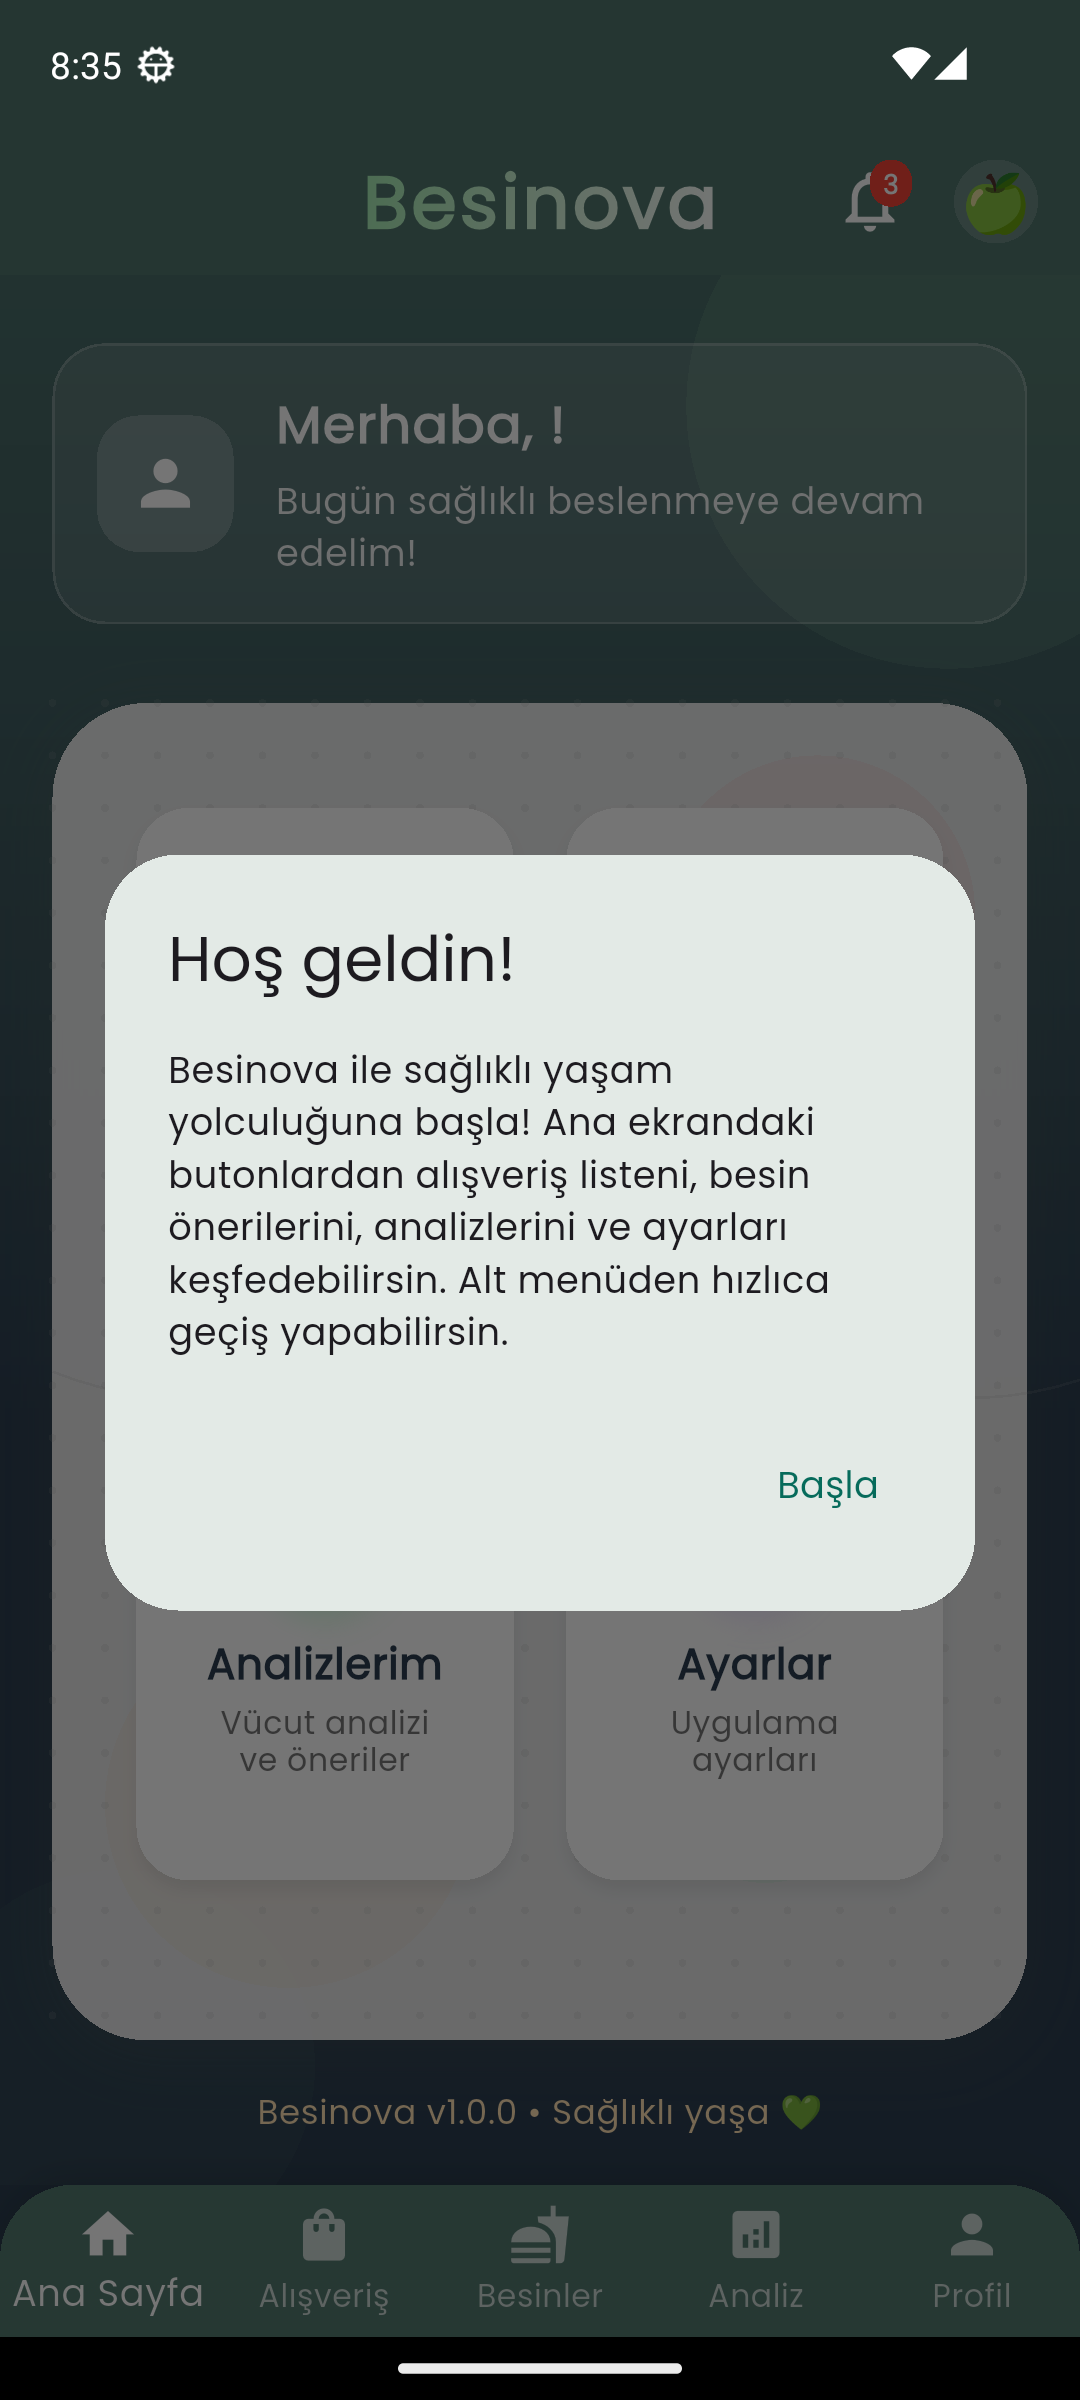 8:35
Besinova
3
Merhaba, !
Bugün sağlıklı beslenmeye devam
edelim!
Hoş geldin!
Besinova ile sağlıklı yaşam
yolculuğuna başla! Ana ekrandaki
butonlardan alışveriş listeni, besin
önerilerini, analizlerini ve ayarları
keşfedebilirsin. Alt menüden hızlıca
geçiş yapabilirsin.
Başla
Analizlerim
Vücut analizi
ve öneriler
Ayarlar
Uygulama
ayarları
Besinova v1.0.0 • Sağlıklı yaşa 💚
Ana Sayfa
Alışveriş
Besinler
Analiz
Profil